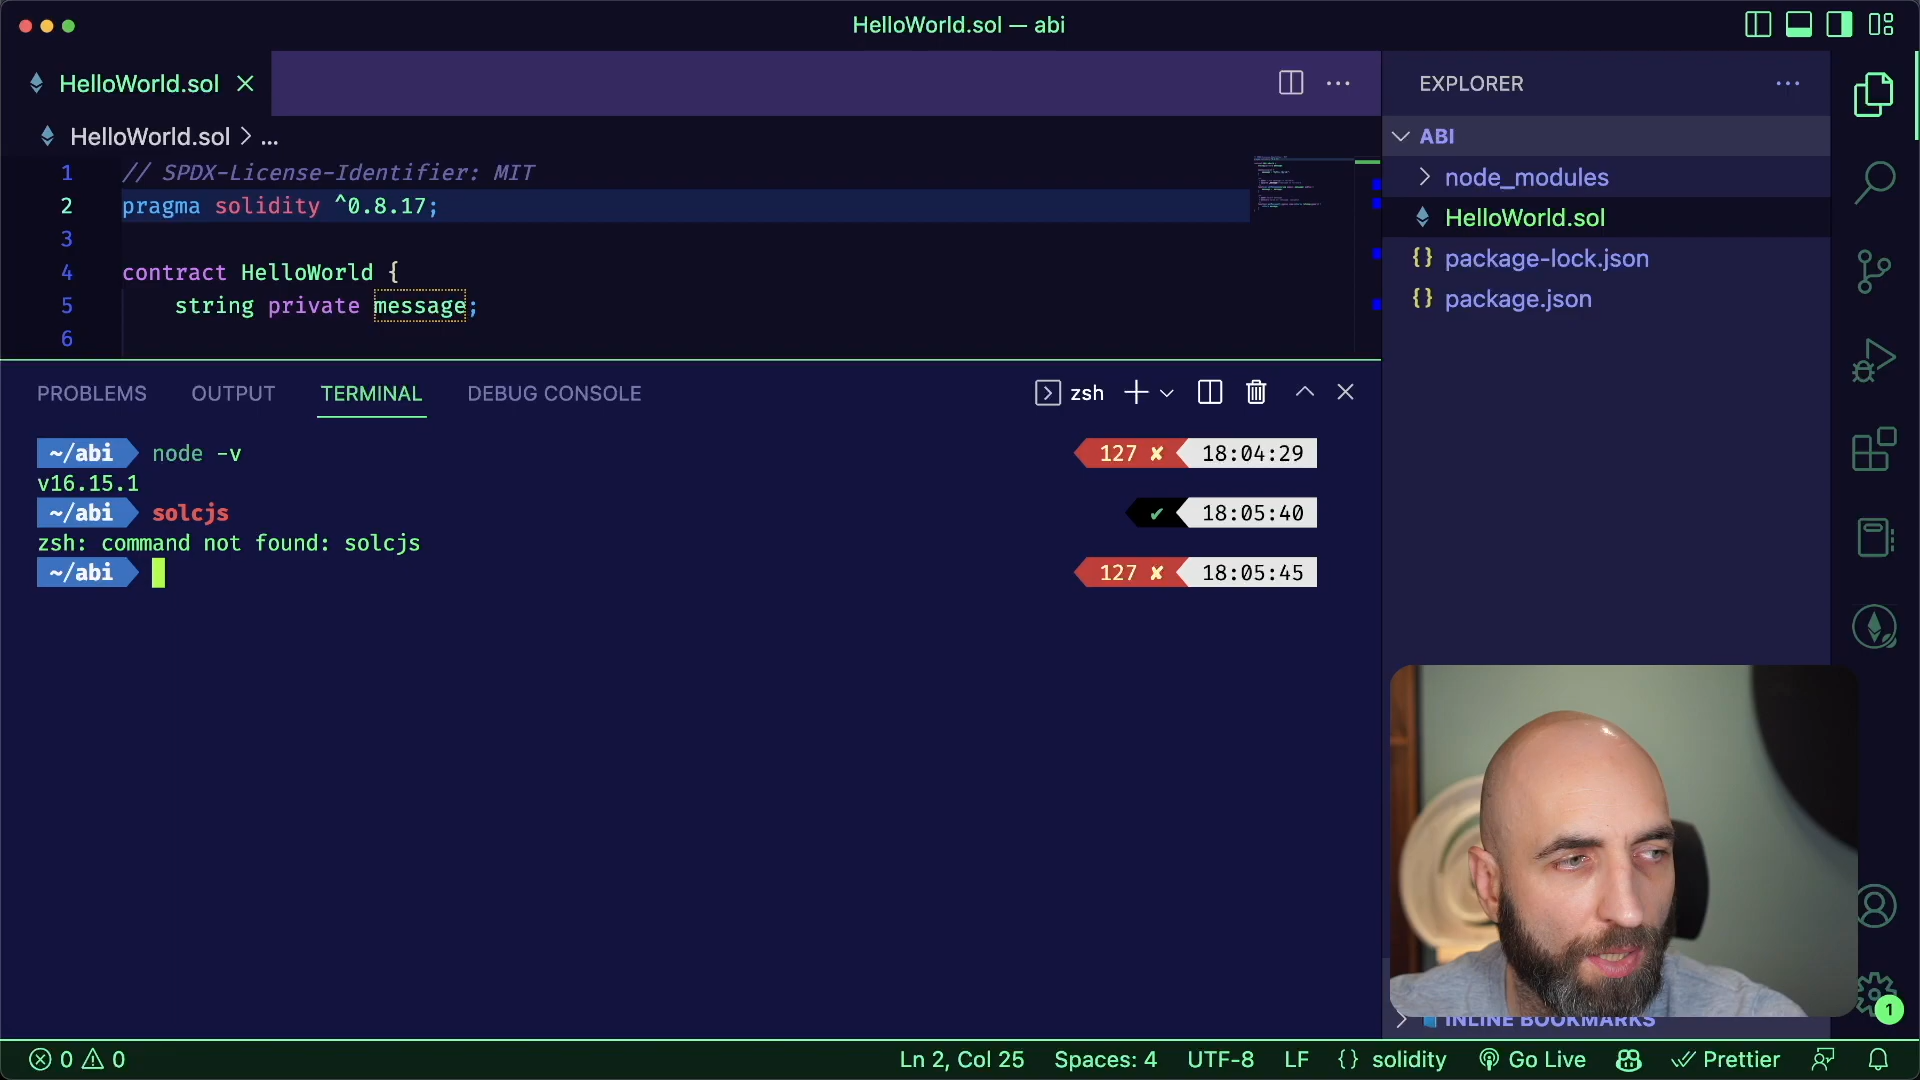 HelloWorld.sol — abi
HelloWorld.sol
EXPLORER
HelloWorld.sol > ...
ABI
1 // SPDX-License-Identifier: MIT
2 pragma solidity ^0.8.17;
3
4 contract HelloWorld {
5 string private message;
6
node_modules
HelloWorld.sol
{} package-lock.json
{} package.json
PROBLEMS OUTPUT TERMINAL DEBUG CONSOLE zsh
~/abi node -v 127 ✘ 18:04:29
v16.15.1
~/abi solcjs ✔ 18:05:40
zsh: command not found: solcjs
~/abi 127 ✘ 18:05:45
INLINE BOOKMARKS
1
0 0 Ln 2, Col 25 Spaces: 4 UTF-8 LF {} solidity Go Live Prettier